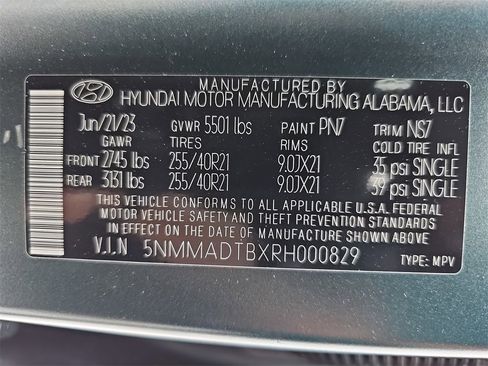 MANUFACTURED BY
HYUNDAI MOTOR MANUFACTURING ALABAMA, LLC
Jun/21/23 GVWR 5501 lbs PAINT PN7 TRIM NS7
GAWR TIRES RIMS COLD TIRE INFL
FRONT 2745 lbs 255/40R21 9.0JX21 35 psi SINGLE
REAR 3131 lbs 255/40R21 9.0JX21 39 psi SINGLE
THIS VEHICLE CONFORMS TO ALL APPLICABLE U.S.A. FEDERAL
MOTOR VEHICLE SAFETY AND THEFT PREVENTION STANDARDS
IN EFFECT ON THE DATE OF MANUFACTURE SHOWN ABOVE
V.I.N 5NMMADTBXRH000829 TYPE: MPV